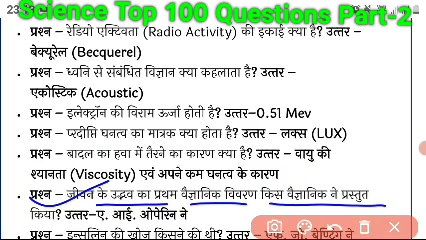 Science Top 100 Questions Part-2
• प्रश्न – रेडियो एक्टिवता (Radio Activity) की इकाई क्या है? उत्तर –
बेक्यूरेल (Becquerel)
• प्रश्न – ध्वनि से संबंधित विज्ञान क्या कहलाता है? उत्तर –
एकोस्टिक (Acoustic)
• प्रश्न – इलेक्ट्रॉन की विराम ऊर्जा होती है? उत्तर–0.51 Mev
• प्रश्न – प्रदीप्ति घनत्व का मात्रक क्या होता है? उत्तर – लक्स (LUX)
• प्रश्न – बादल का हवा में तैरने का कारण क्या है? उत्तर – वायु की
श्यानता (Viscosity) एवं अपने कम घनत्व के कारण
• प्रश्न – जीवन के उद्भव का प्रथम वैज्ञानिक विवरण किस वैज्ञानिक ने प्रस्तुत
किया? उत्तर–ए. आई. ओपेरिन ने
• प्रश्न – इन्सुलिन की खोज किसने की थी? उत्तर – एफ. जी. बेण्टिंग ने